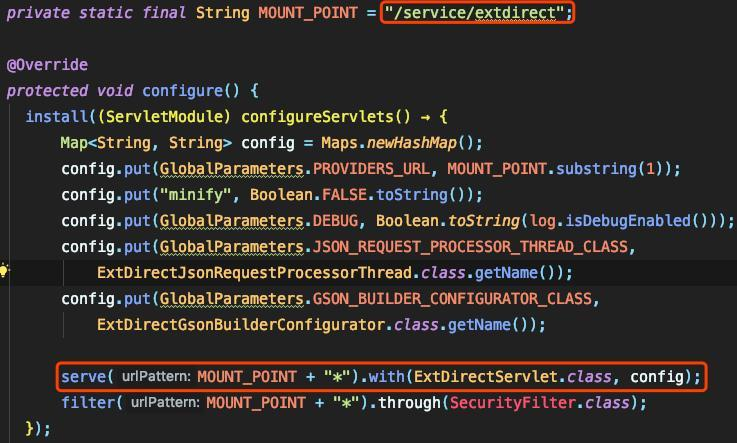 private static final String MOUNT_POINT = "/service/extdirect";
@Override
protected void configure() {
install((ServletModule) configureServlets() → {
Map<String, String> config = Maps.newHashMap();
config.put(GlobalParameters.PROVIDERS_URL, MOUNT_POINT.substring(1));
config.put("minify", Boolean.FALSE.toString());
config.put(GlobalParameters.DEBUG, Boolean.toString(log.isDebugEnabled()));
config.put(GlobalParameters.JSON_REQUEST_PROCESSOR_THREAD_CLASS,
ExtDirectJsonRequestProcessorThread.class.getName());
config.put(GlobalParameters.GSON_BUILDER_CONFIGURATOR_CLASS,
ExtDirectGsonBuilderConfigurator.class.getName());
serve( urlPattern: MOUNT_POINT + "*").with(ExtDirectServlet.class, config);
filter( urlPattern: MOUNT_POINT + "*").through(SecurityFilter.class);
});